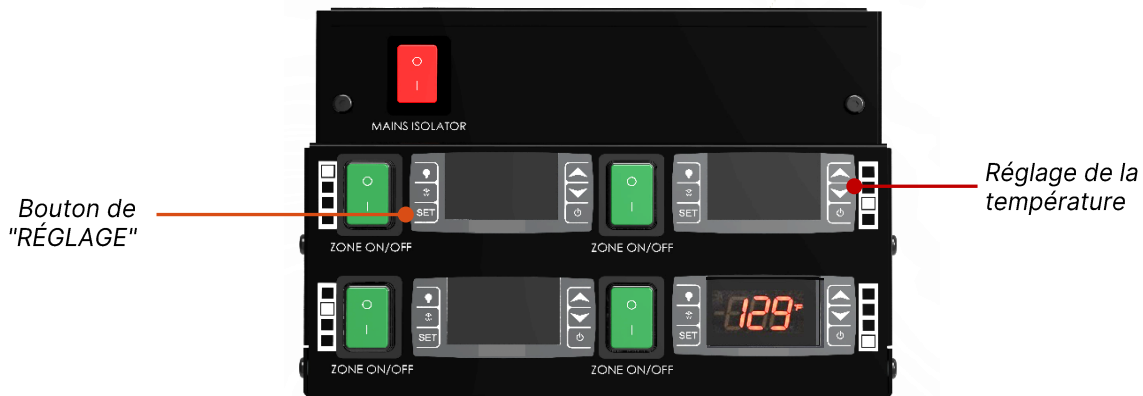 MAINS ISOLATOR
SET
SET
Bouton de
"RÉGLAGE"
Réglage de la
température
ZONE ON/OFF
ZONE ON/OFF
SET
129°F
SET
ZONE ON/OFF
ZONE ON/OFF